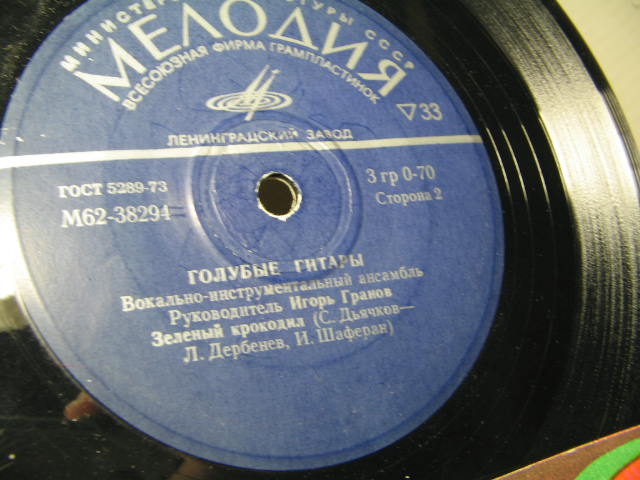 СССР
МЕЛОДИЯ
ВСЕСОЮЗНАЯ ФИРМА ГРАМПЛАСТИНОК
▽33
ЛЕНИНГРАДСКИЙ ЗАВОД
ГОСТ 5289-73
3 гр 0-70
М62-38294
Сторона 2
ГОЛУБЫЕ ГИТАРЫ
Вокально-инструментальный ансамбль
Руководитель Игорь Гранов
Зеленый крокодил (С. Дьячков—
Л. Дербенев, И. Шаферан)